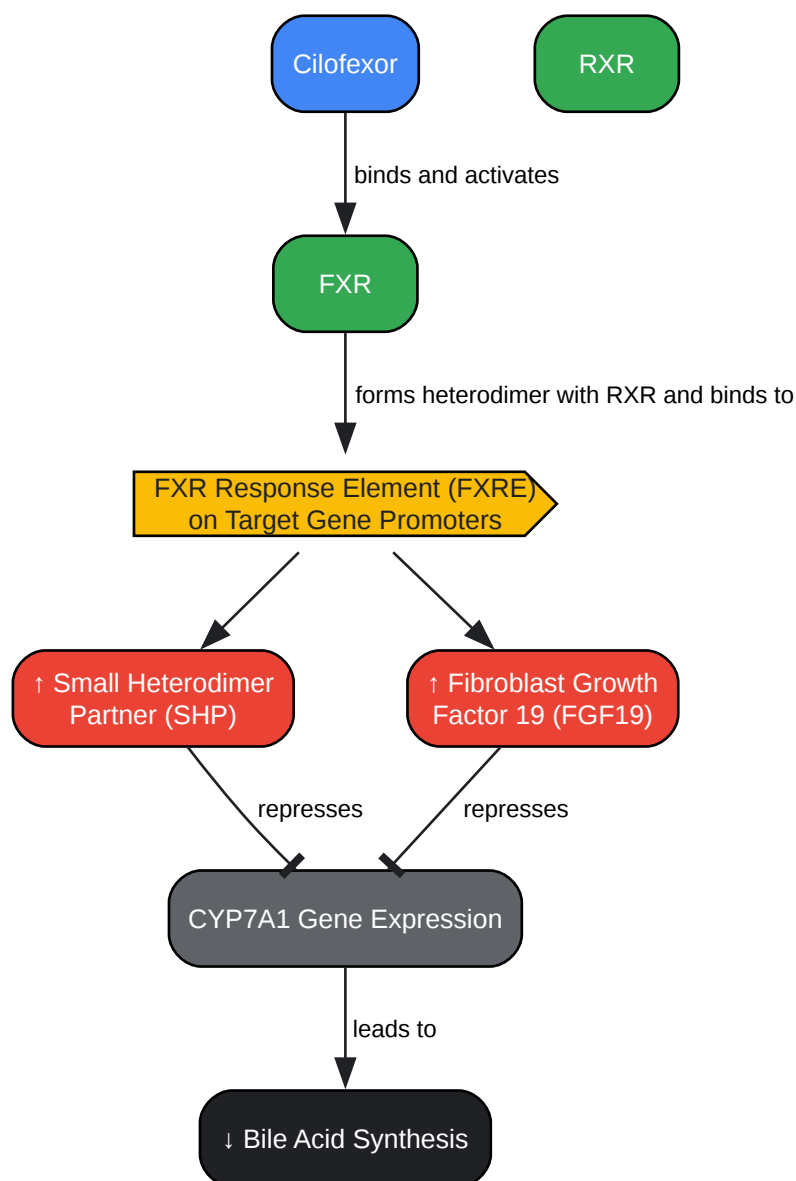 Cilofexor
RXR
binds and activates
FXR
forms heterodimer with RXR and binds to
FXR Response Element (FXRE)
on Target Gene Promoters
↑ Small Heterodimer
Partner (SHP)
↑ Fibroblast Growth
Factor 19 (FGF19)
represses
represses
CYP7A1 Gene Expression
leads to
↓ Bile Acid Synthesis